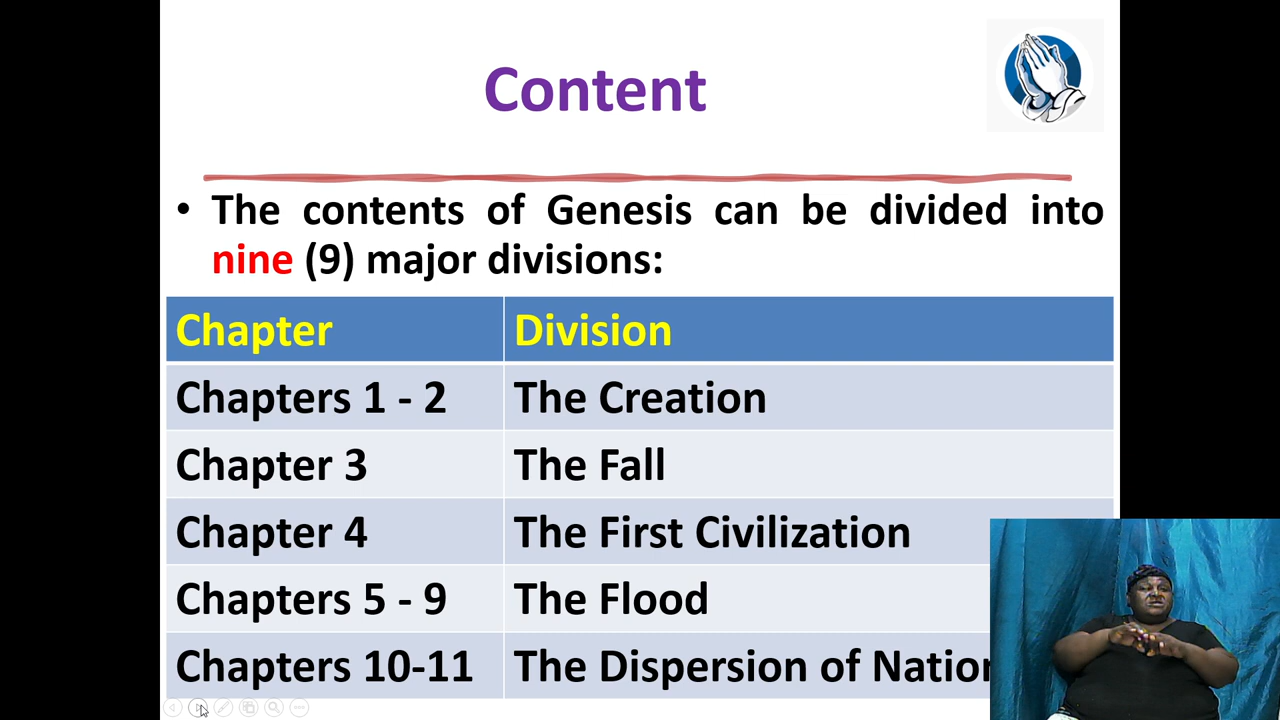 Content
• The contents of Genesis can be divided into
nine (9) major divisions:
Chapter Division
Chapters 1 - 2 The Creation
Chapter 3 The Fall
Chapter 4 The First Civilization
Chapters 5 - 9 The Flood
Chapters 10-11 The Dispersion of